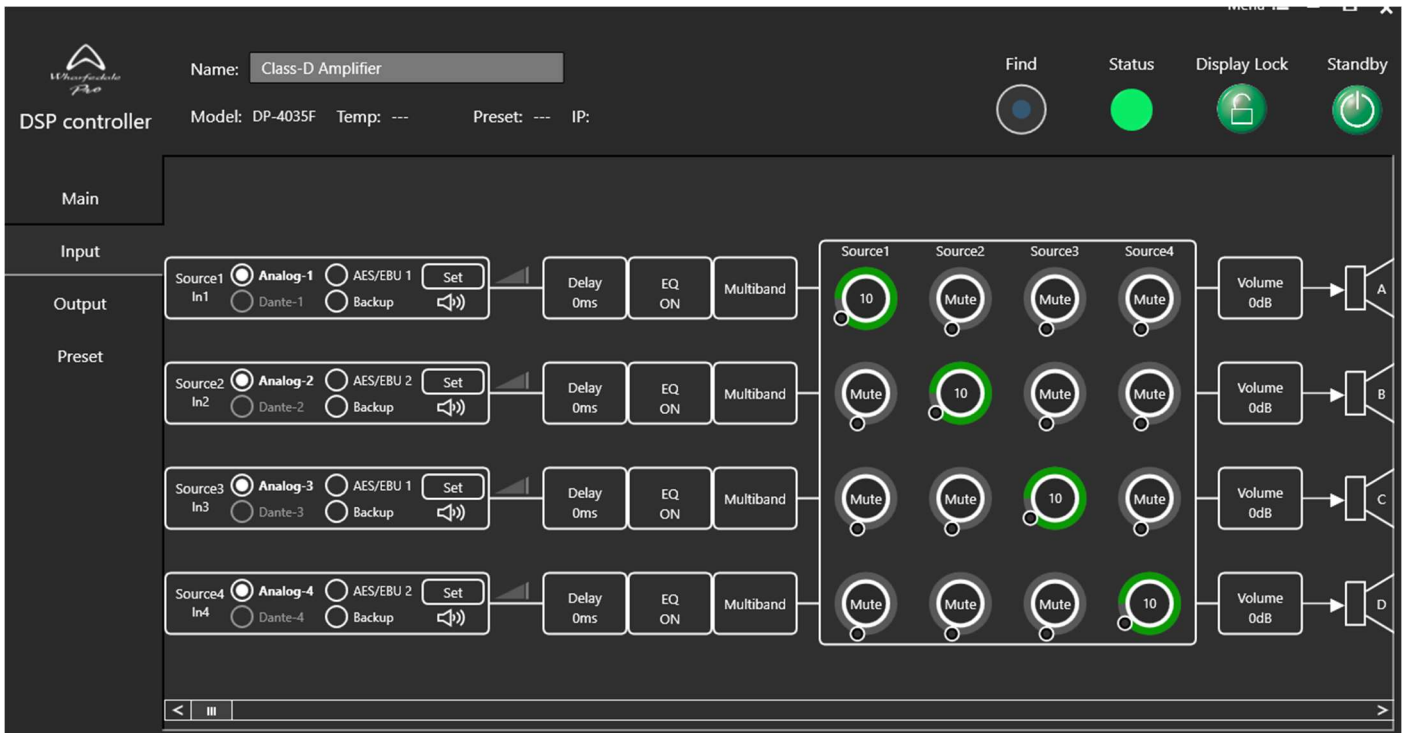 Menu
Wharfedale
Pro
DSP controller
Name: Class-D Amplifier
Model: DP-4035F Temp: --- Preset: --- IP:
Find Status Display Lock Standby
Main
Input
Output
Preset
Source1 Source2 Source3 Source4
Source1 Analog-1 AES/EBU 1 Set
In1 Dante-1 Backup
Delay
0ms
EQ
ON
Multiband
10 Mute Mute Mute
Volume
0dB
A
Source2 Analog-2 AES/EBU 2 Set
In2 Dante-2 Backup
Delay
0ms
EQ
ON
Multiband
Mute 10 Mute Mute
Volume
0dB
B
Source3 Analog-3 AES/EBU 1 Set
In3 Dante-3 Backup
Delay
0ms
EQ
ON
Multiband
Mute Mute 10 Mute
Volume
0dB
C
Source4 Analog-4 AES/EBU 2 Set
In4 Dante-4 Backup
Delay
0ms
EQ
ON
Multiband
Mute Mute Mute 10
Volume
0dB
D